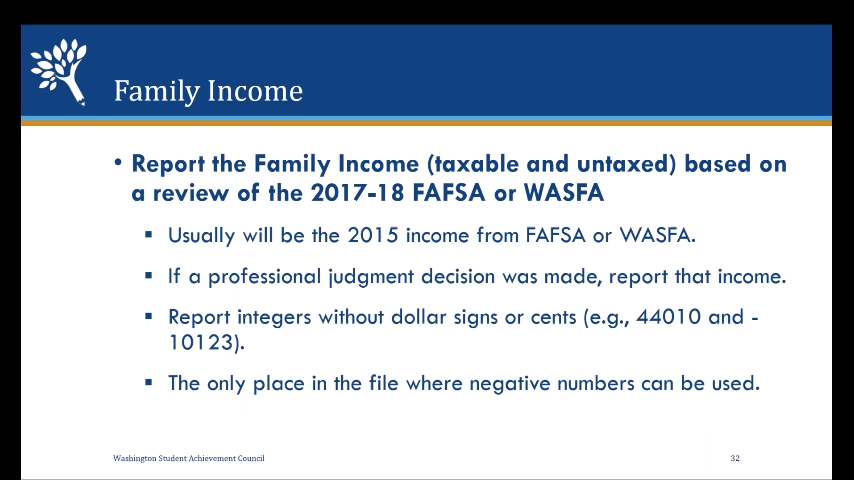 Family Income
• Report the Family Income (taxable and untaxed) based on
a review of the 2017-18 FAFSA or WASFA
▪ Usually will be the 2015 income from FAFSA or WASFA.
▪ If a professional judgment decision was made, report that income.
▪ Report integers without dollar signs or cents (e.g., 44010 and -
10123).
▪ The only place in the file where negative numbers can be used.
Washington Student Achievement Council
32